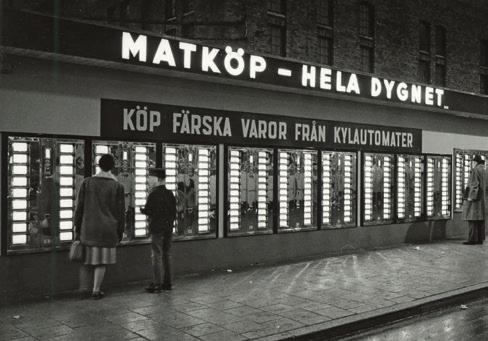 MATKÖP – HELA DYGNET
KÖP FÄRSKA VAROR FRÅN KYLAUTOMATER